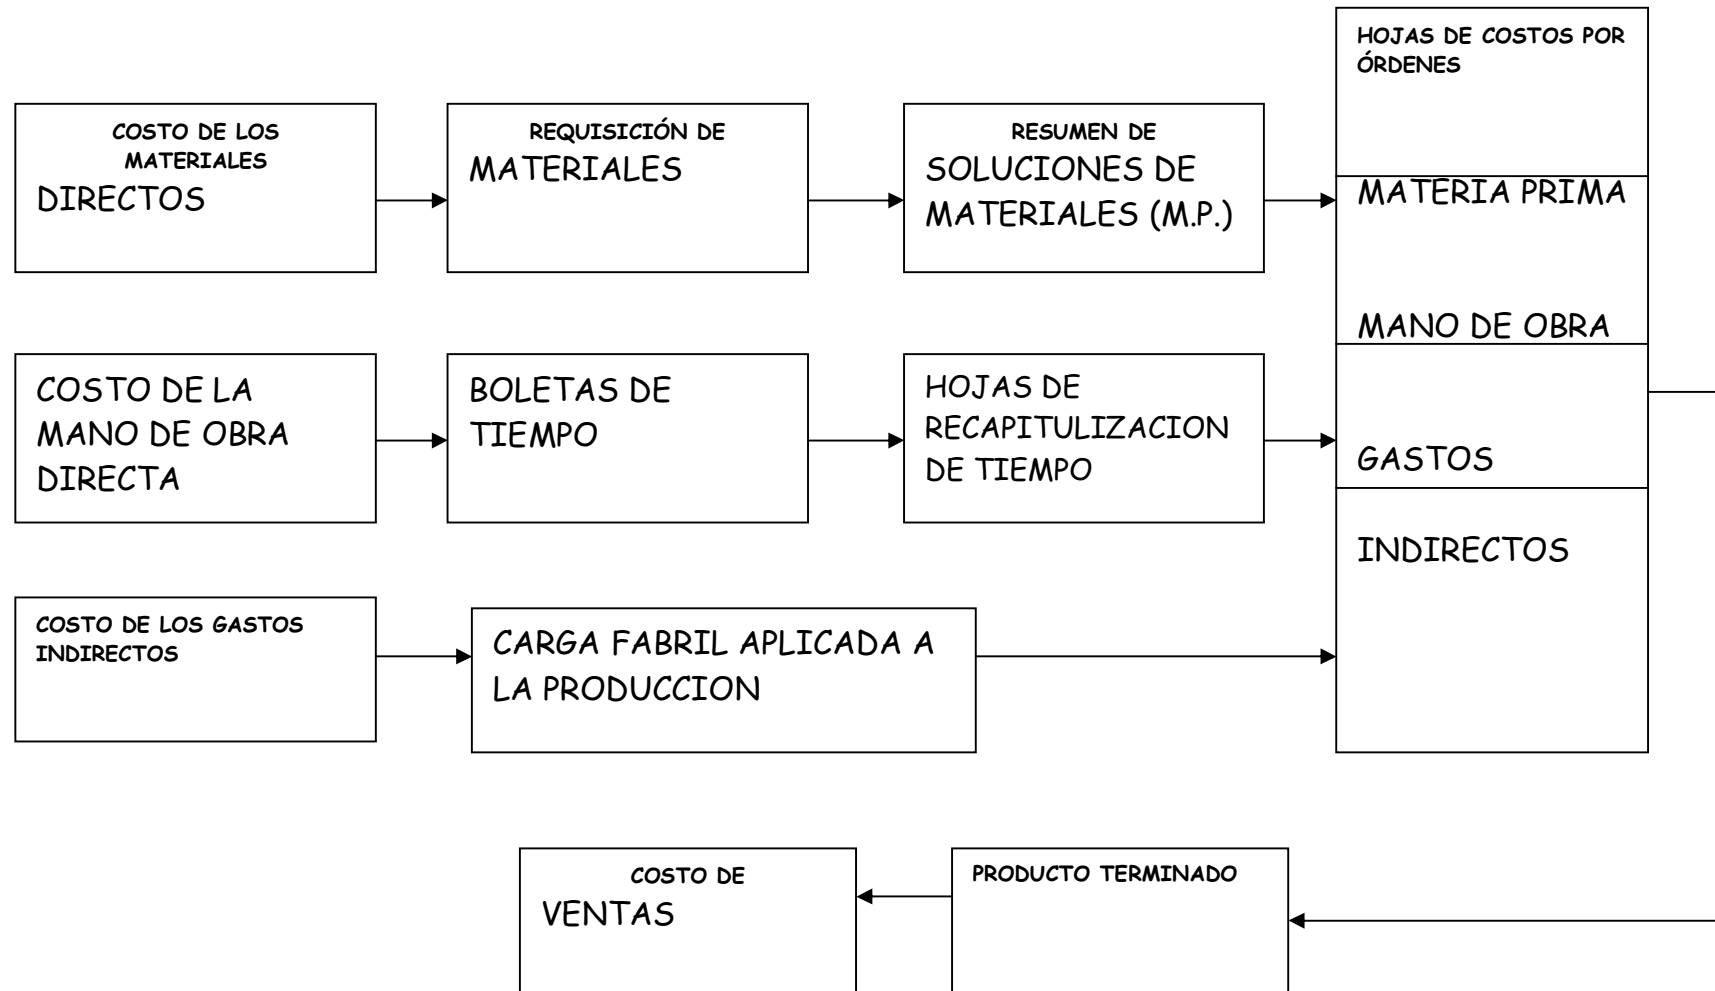 HOJAS DE COSTOS POR
ÓRDENES
COSTO DE LOS
MATERIALES
DIRECTOS
REQUISICIÓN DE
MATERIALES
RESUMEN DE
SOLUCIONES DE
MATERIALES (M.P.)
MATERIA PRIMA
MANO DE OBRA
GASTOS
INDIRECTOS
COSTO DE LA
MANO DE OBRA
DIRECTA
BOLETAS DE
TIEMPO
HOJAS DE
RECAPITULIZACION
DE TIEMPO
COSTO DE LOS GASTOS
INDIRECTOS
CARGA FABRIL APLICADA A
LA PRODUCCION
COSTO DE
VENTAS
PRODUCTO TERMINADO